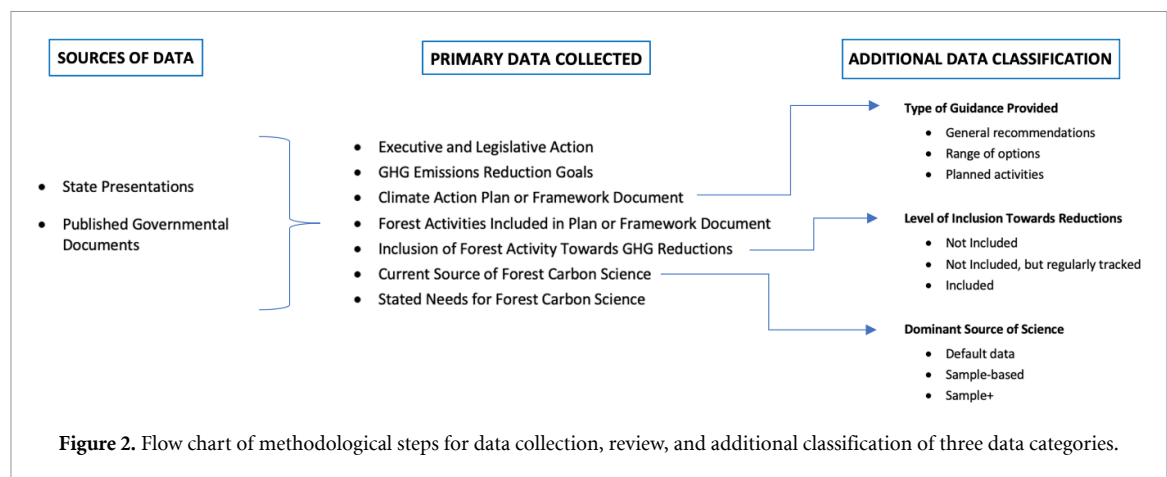 SOURCES OF DATA
• State Presentations
• Published Governmental
Documents
PRIMARY DATA COLLECTED
• Executive and Legislative Action
• GHG Emissions Reduction Goals
• Climate Action Plan or Framework Document
• Forest Activities Included in Plan or Framework Document
• Inclusion of Forest Activity Towards GHG Reductions
• Current Source of Forest Carbon Science
• Stated Needs for Forest Carbon Science
ADDITIONAL DATA CLASSIFICATION
Type of Guidance Provided
• General recommendations
• Range of options
• Planned activities
Level of Inclusion Towards Reductions
• Not Included
• Not Included, but regularly tracked
• Included
Dominant Source of Science
• Default data
• Sample-based
• Sample+
Figure 2. Flow chart of methodological steps for data collection, review, and additional classification of three data categories.